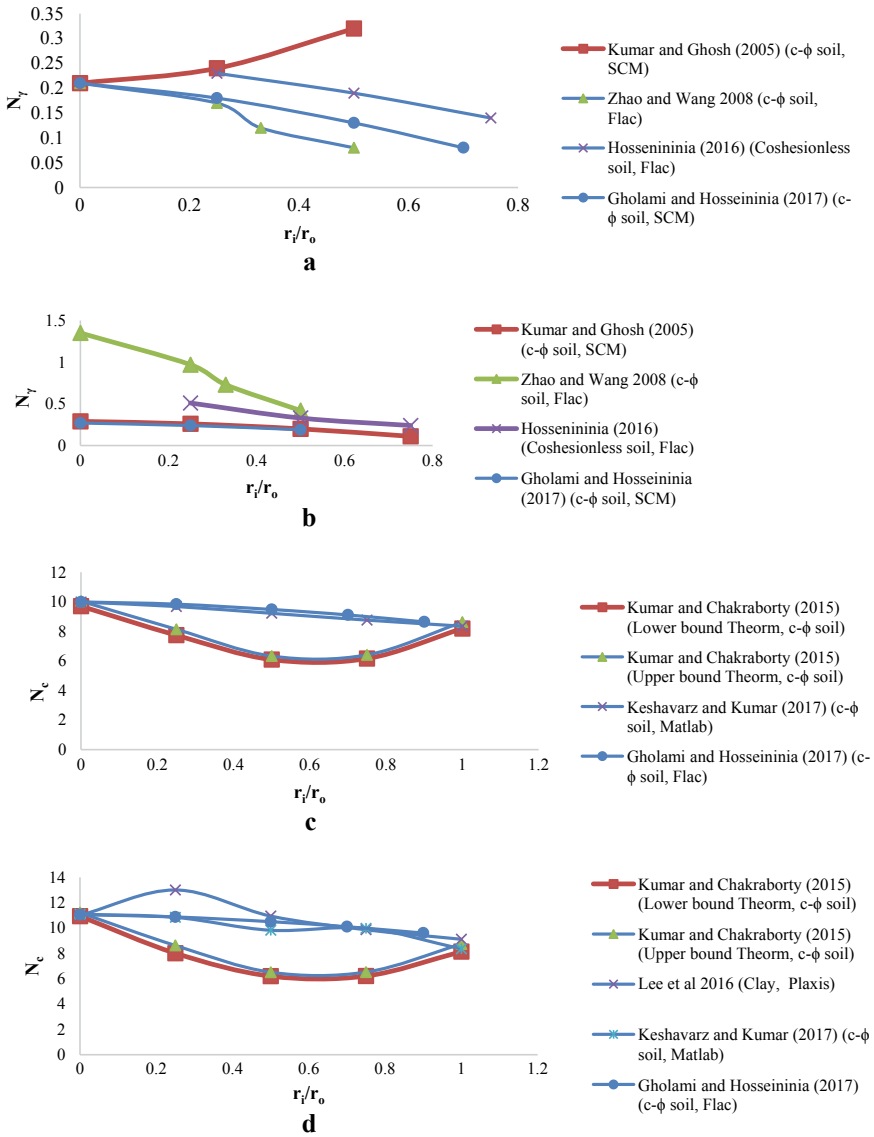 0.35
0.3
0.25
0.2
0.15
0.1
0.05
0
Nγ
0 0.2 0.4 0.6 0.8
ri/ro
a
Kumar and Ghosh (2005) (c-ϕ soil,
SCM)
Zhao and Wang 2008 (c-ϕ soil,
Flac)
Hossenininia (2016) (Coshesionless
soil, Flac)
Gholami and Hosseininia (2017) (c-
ϕ soil, SCM)
1.5
1
0.5
0
Nγ
0 0.2 0.4 0.6 0.8
ri/ro
b
Kumar and Ghosh (2005)
(c-ϕ soil, SCM)
Zhao and Wang 2008 (c-ϕ
soil, Flac)
Hossenininia (2016)
(Coshesionless soil, Flac)
Gholami and Hosseininia
(2017) (c-ϕ soil, SCM)
12
10
8
6
4
2
0
Nc
0 0.2 0.4 0.6 0.8 1 1.2
ri/ro
c
Kumar and Chakraborty (2015)
(Lower bound Theorm, c-ϕ soil)
Kumar and Chakraborty (2015)
(Upper bound Theorm, c-ϕ soil)
Keshavarz and Kumar (2017) (c-ϕ
soil, Matlab)
Gholami and Hosseininia (2017) (c-
ϕ soil, Flac)
14
12
10
8
6
4
2
0
Nc
0 0.2 0.4 0.6 0.8 1 1.2
ri/ro
d
Kumar and Chakraborty (2015)
(Lower bound Theorm, c-ϕ soil)
Kumar and Chakraborty (2015)
(Upper bound Theorm, c-ϕ soil)
Lee et al 2016 (Clay, Plaxis)
Keshavarz and Kumar (2017) (c-ϕ
soil, Matlab)
Gholami and Hosseininia (2017)
(c-ϕ soil, Flac)